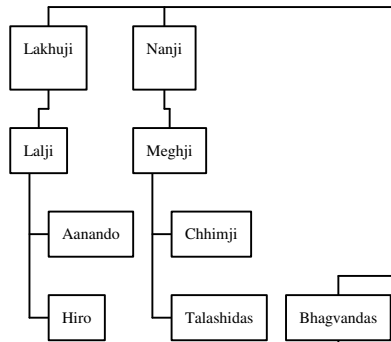 Lakhuji
Nanji
Lalji
Meghji
Aanando
Chhimji
Hiro
Talashidas
Bhagvandas